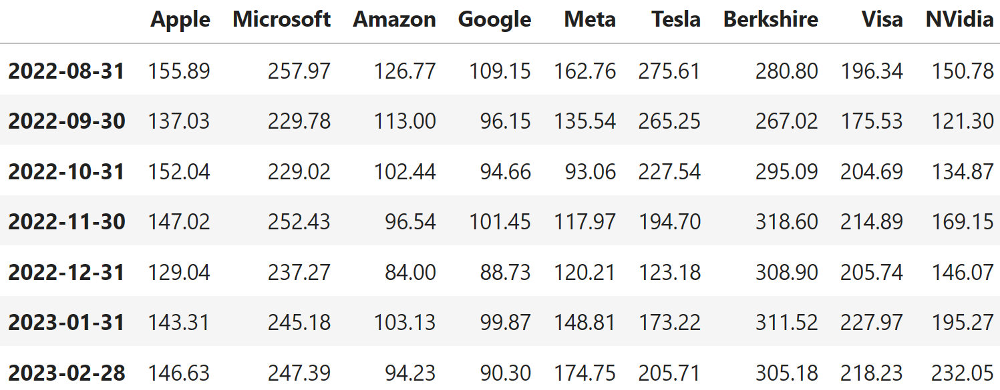 Apple Microsoft Amazon Google Meta Tesla Berkshire Visa NVidia
2022-08-31 155.89 257.97 126.77 109.15 162.76 275.61 280.80 196.34 150.78
2022-09-30 137.03 229.78 113.00 96.15 135.54 265.25 267.02 175.53 121.30
2022-10-31 152.04 229.02 102.44 94.66 93.06 227.54 295.09 204.69 134.87
2022-11-30 147.02 252.43 96.54 101.45 117.97 194.70 318.60 214.89 169.15
2022-12-31 129.04 237.27 84.00 88.73 120.21 123.18 308.90 205.74 146.07
2023-01-31 143.31 245.18 103.13 99.87 148.81 173.22 311.52 227.97 195.27
2023-02-28 146.63 247.39 94.23 90.30 174.75 205.71 305.18 218.23 232.05